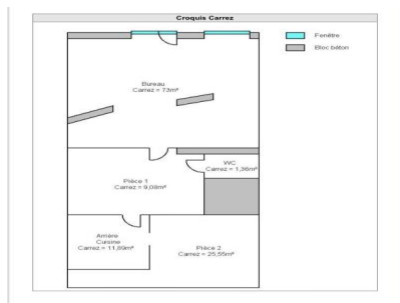 Croquis Carrez
Fenêtre
Bloc béton
Bureau
Carrez = 73m²
WC
Carrez = 1,36m²
Pièce 1
Carrez = 9,08m²
Arrière
Cuisine
Carrez = 11,89m²
Pièce 2
Carrez = 25,55m²